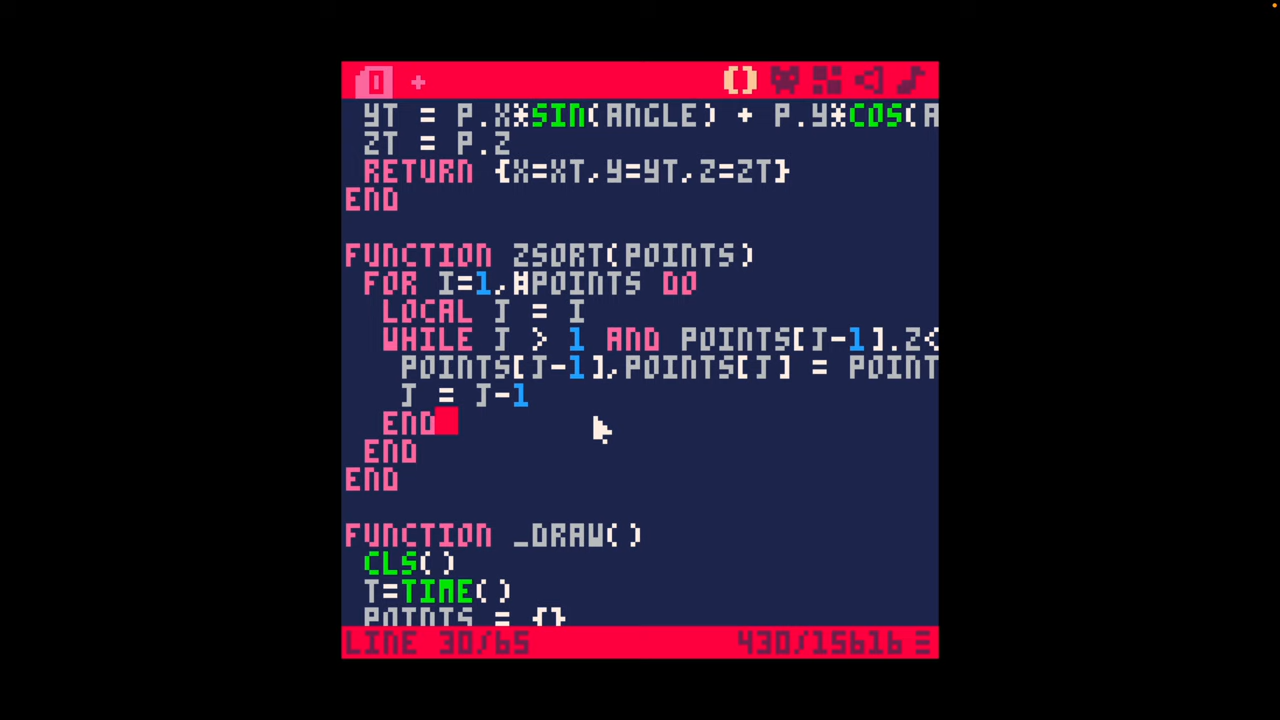 0 +
YT = P.X*SIN(ANGLE) + P.Y*COS(A
ZT = P.Z
RETURN {X=XT,Y=YT,Z=ZT}
END
FUNCTION ZSORT(POINTS)
FOR I=1,#POINTS DO
LOCAL J = I
WHILE J > 1 AND POINTS[J-1].Z<
POINTS[J-1],POINTS[J] = POINT
J = J-1
END
END
END
FUNCTION _DRAW()
CLS()
T=TIME()
POINTS = {}
LINE 30/65
430/15616